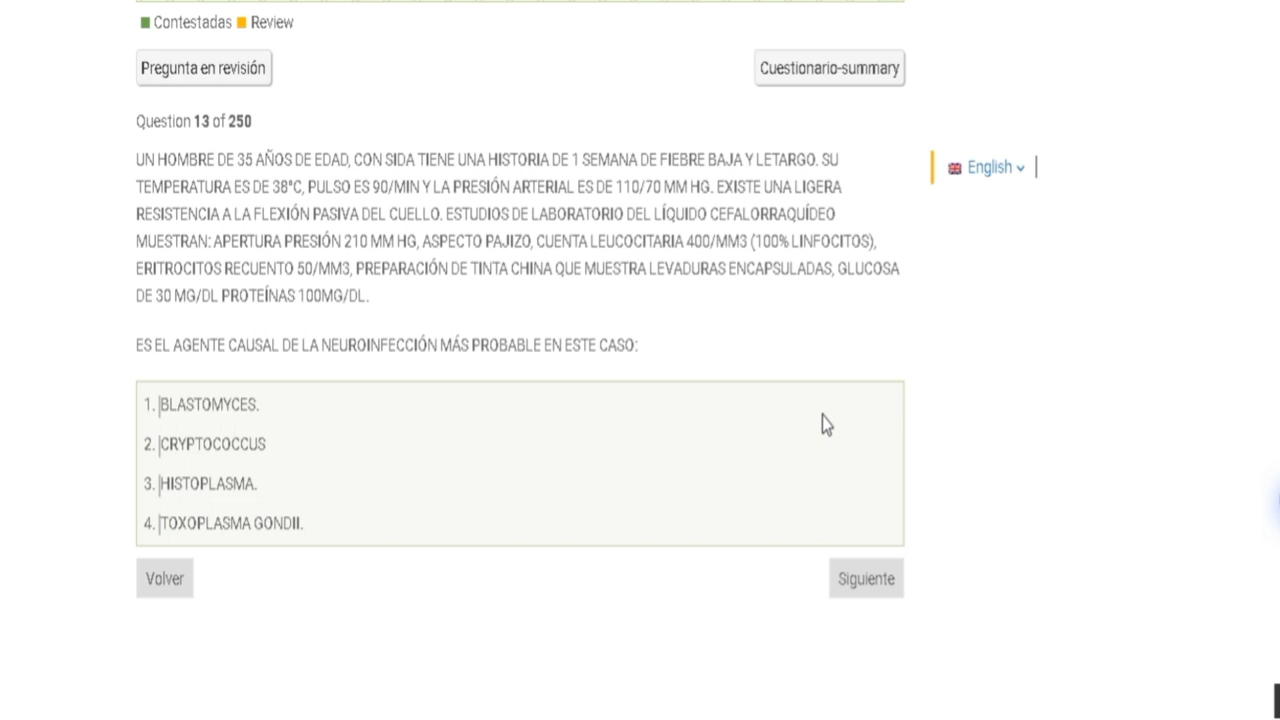 Contestadas Review
Pregunta en revisión Cuestionario-summary
Question 13 of 250
UN HOMBRE DE 35 AÑOS DE EDAD, CON SIDA TIENE UNA HISTORIA DE 1 SEMANA DE FIEBRE BAJA Y LETARGO. SU
English
TEMPERATURA ES DE 38°C, PULSO ES 90/MIN Y LA PRESIÓN ARTERIAL ES DE 110/70 MM HG. EXISTE UNA LIGERA
RESISTENCIA A LA FLEXIÓN PASIVA DEL CUELLO. ESTUDIOS DE LABORATORIO DEL LÍQUIDO CEFALORRAQUÍDEO
MUESTRAN: APERTURA PRESIÓN 210 MM HG, ASPECTO PAJIZO, CUENTA LEUCOCITARIA 400/MM3 (100% LINFOCITOS),
ERITROCITOS RECUENTO 50/MM3, PREPARACIÓN DE TINTA CHINA QUE MUESTRA LEVADURAS ENCAPSULADAS, GLUCOSA
DE 30 MG/DL PROTEÍNAS 100MG/DL.
ES EL AGENTE CAUSAL DE LA NEUROINFECCIÓN MÁS PROBABLE EN ESTE CASO:
1. BLASTOMYCES.
2. CRYPTOCOCCUS
3. HISTOPLASMA.
4. TOXOPLASMA GONDII.
Volver Siguiente